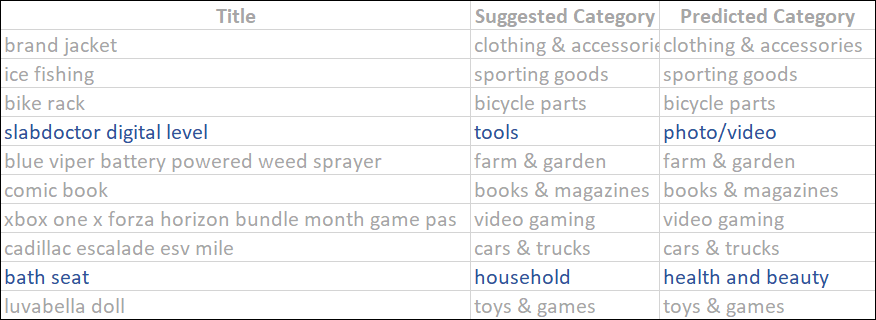 Title Suggested Category Predicted Category
brand jacket clothing & accessorie clothing & accessories
ice fishing sporting goods sporting goods
bike rack bicycle parts bicycle parts
slabdoctor digital level tools photo/video
blue viper battery powered weed sprayer farm & garden farm & garden
comic book books & magazines books & magazines
xbox one x forza horizon bundle month game pas video gaming video gaming
cadillac escalade esv mile cars & trucks cars & trucks
bath seat household health and beauty
luvabella doll toys & games toys & games